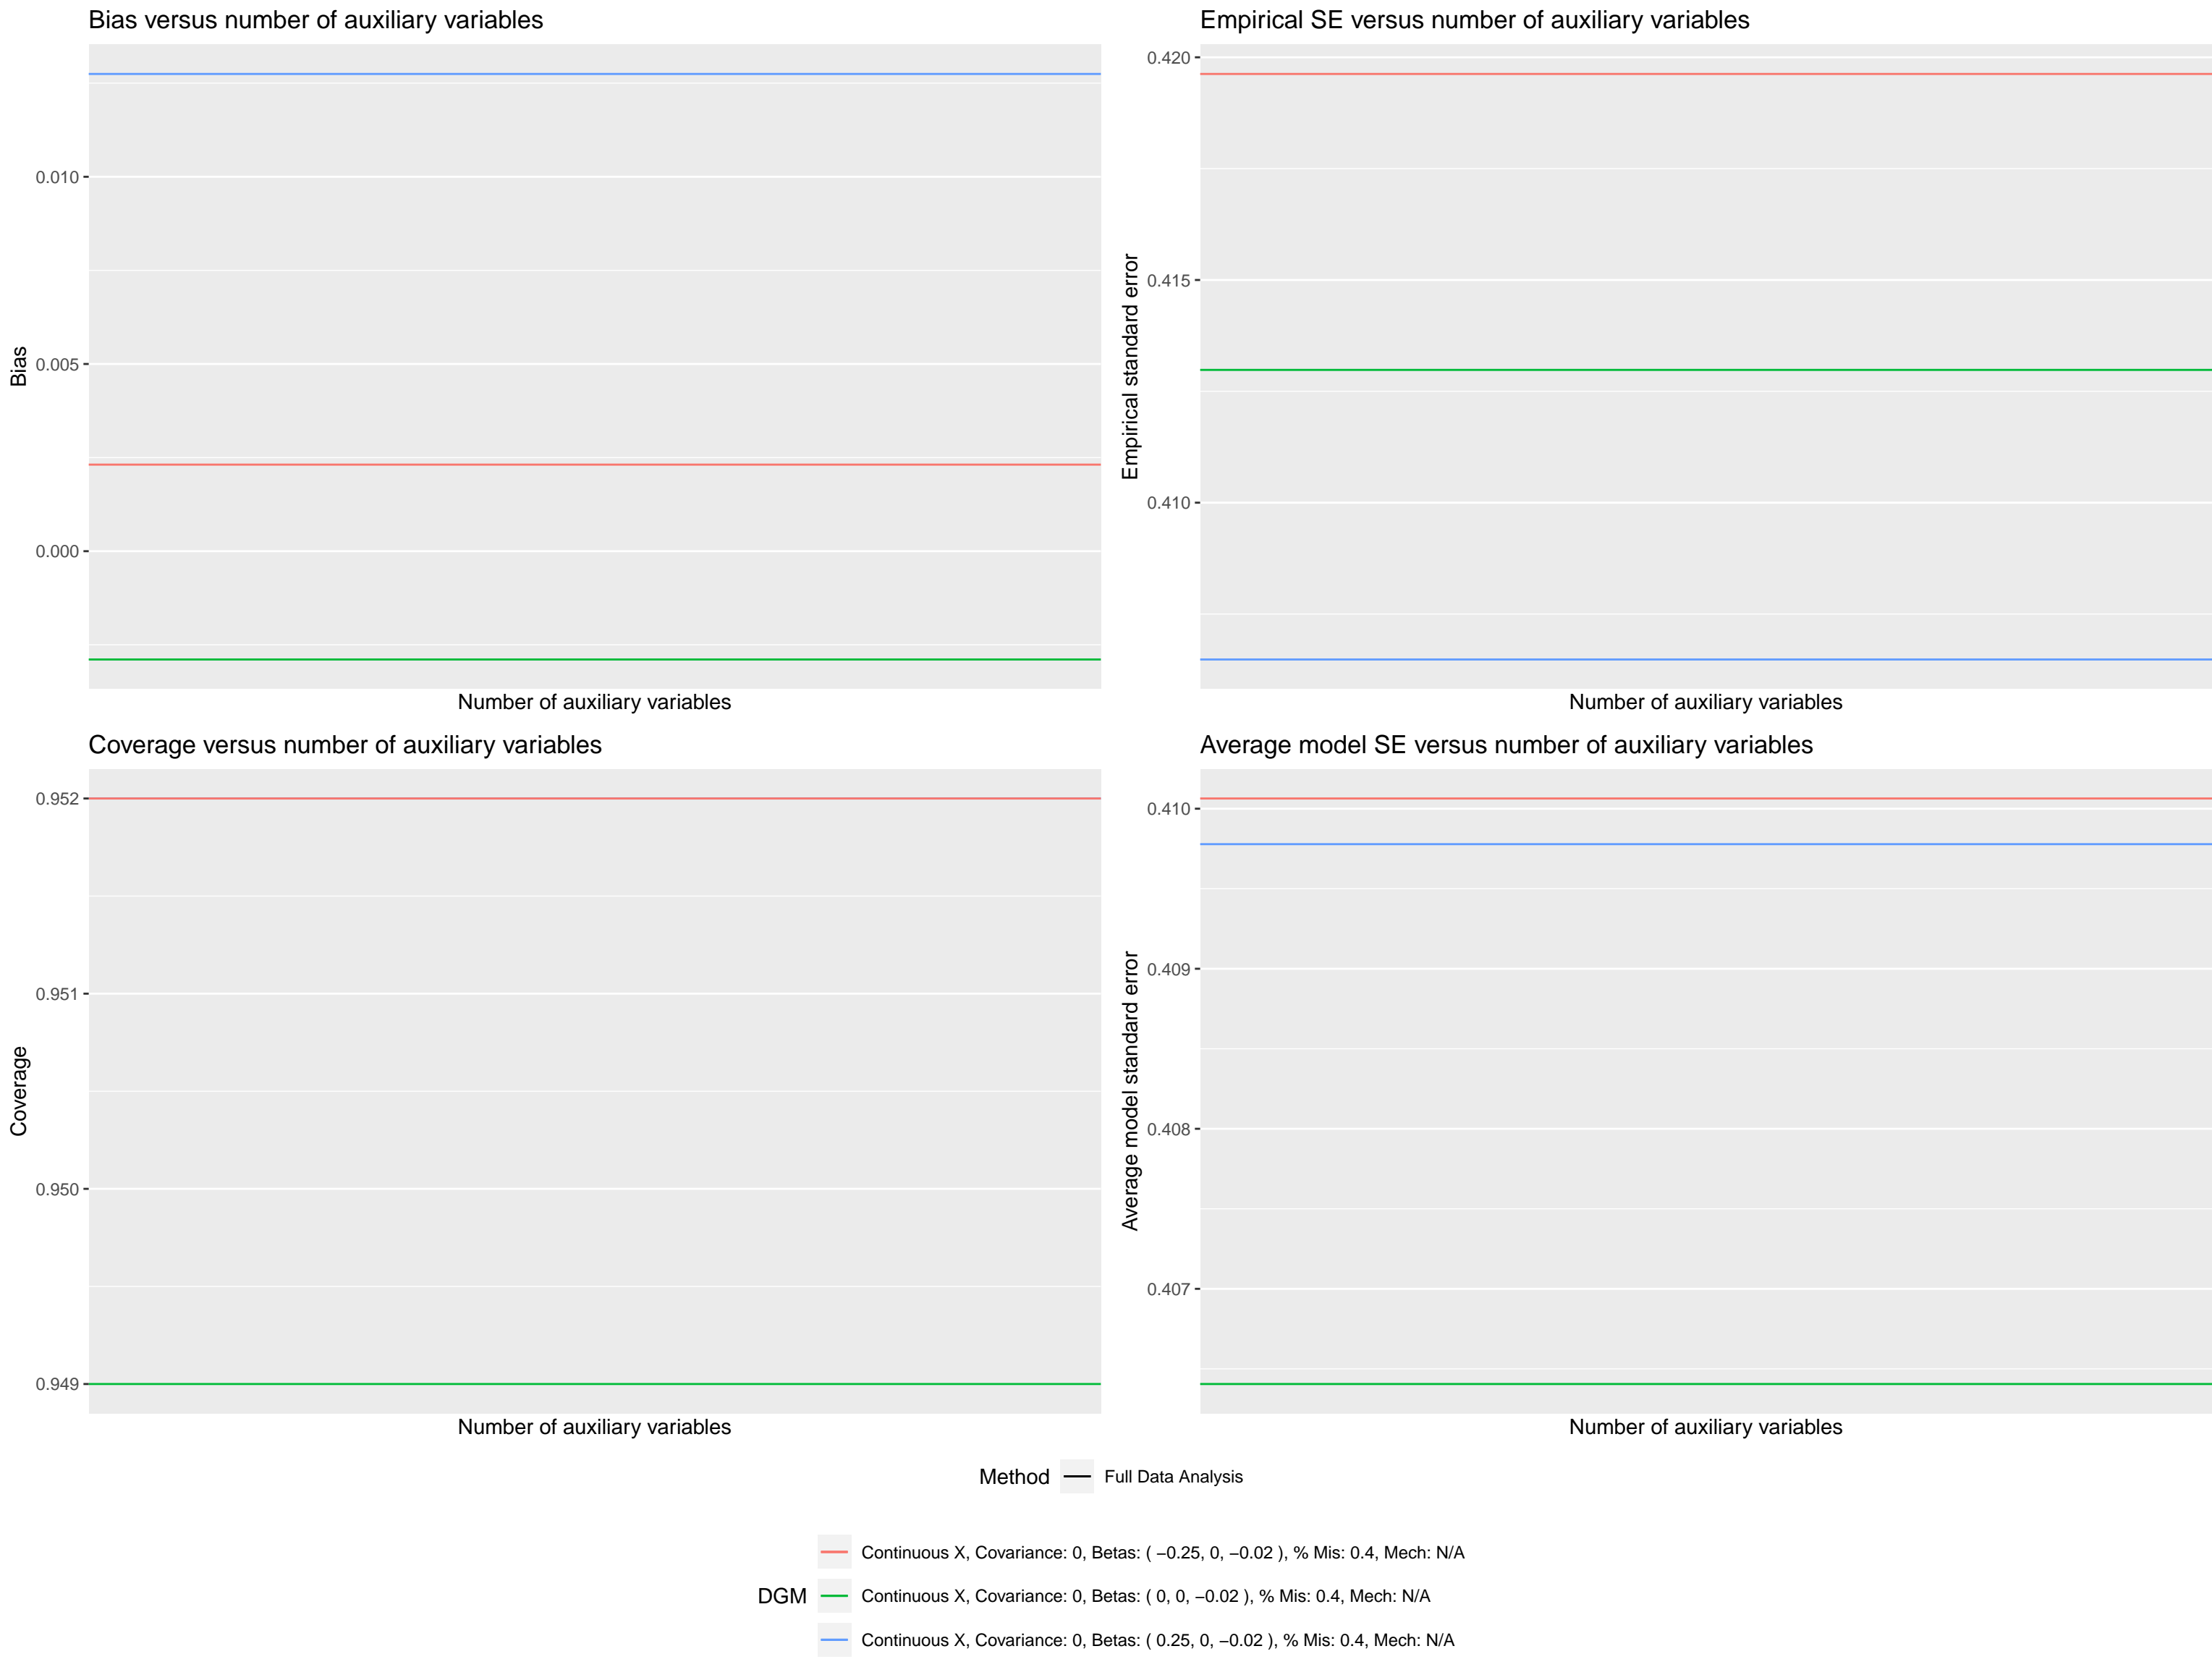 Bias versus number of auxiliary variables
0.010
0.005
0.000
Bias
Number of auxiliary variables
Empirical SE versus number of auxiliary variables
0.420
0.415
0.410
Empirical standard error
Number of auxiliary variables
Coverage versus number of auxiliary variables
0.952
0.951
0.950
0.949
Coverage
Number of auxiliary variables
Average model SE versus number of auxiliary variables
0.410
0.409
0.408
0.407
Average model standard error
Number of auxiliary variables
Method Full Data Analysis
DGM
Continuous X, Covariance: 0, Betas: ( −0.25, 0, −0.02 ), % Mis: 0.4, Mech: N/A
Continuous X, Covariance: 0, Betas: ( 0, 0, −0.02 ), % Mis: 0.4, Mech: N/A
Continuous X, Covariance: 0, Betas: ( 0.25, 0, −0.02 ), % Mis: 0.4, Mech: N/A